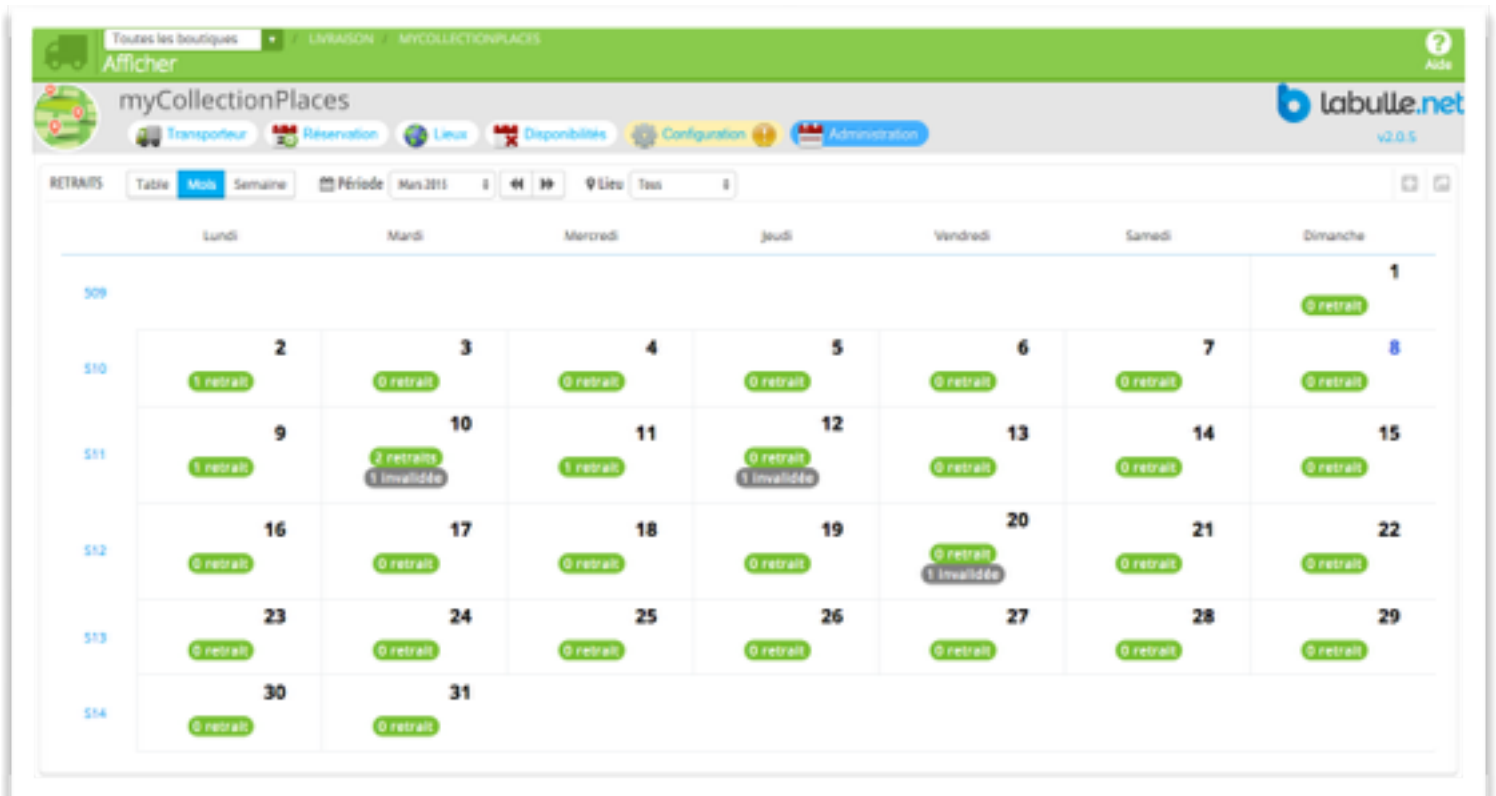 Toutes les boutiques / LIVRAISON / MYCOLLECTIONPLACES
Afficher
Aide
myCollectionPlaces
labulle.net
Transporteur Réservation Lieux Disponibilités Configuration Administration
v2.0.5
RETRAITS Table Mois Semaine Période Mars 2015 Lieu Tous
Lundi Mardi Mercredi Jeudi Vendredi Samedi Dimanche
1
S09
0 retrait
2 3 4 5 6 7 8
S10
1 retrait 0 retrait 0 retrait 0 retrait 0 retrait 0 retrait 0 retrait
9 10 11 12 13 14 15
S11
1 retrait 2 retraits 1 retrait 0 retrait 0 retrait 0 retrait 0 retrait
1 invalidée 1 invalidée
16 17 18 19 20 21 22
S12
0 retrait 0 retrait 0 retrait 0 retrait 0 retrait 0 retrait 0 retrait
1 invalidée
23 24 25 26 27 28 29
S13
0 retrait 0 retrait 0 retrait 0 retrait 0 retrait 0 retrait 0 retrait
30 31
S14
0 retrait 0 retrait